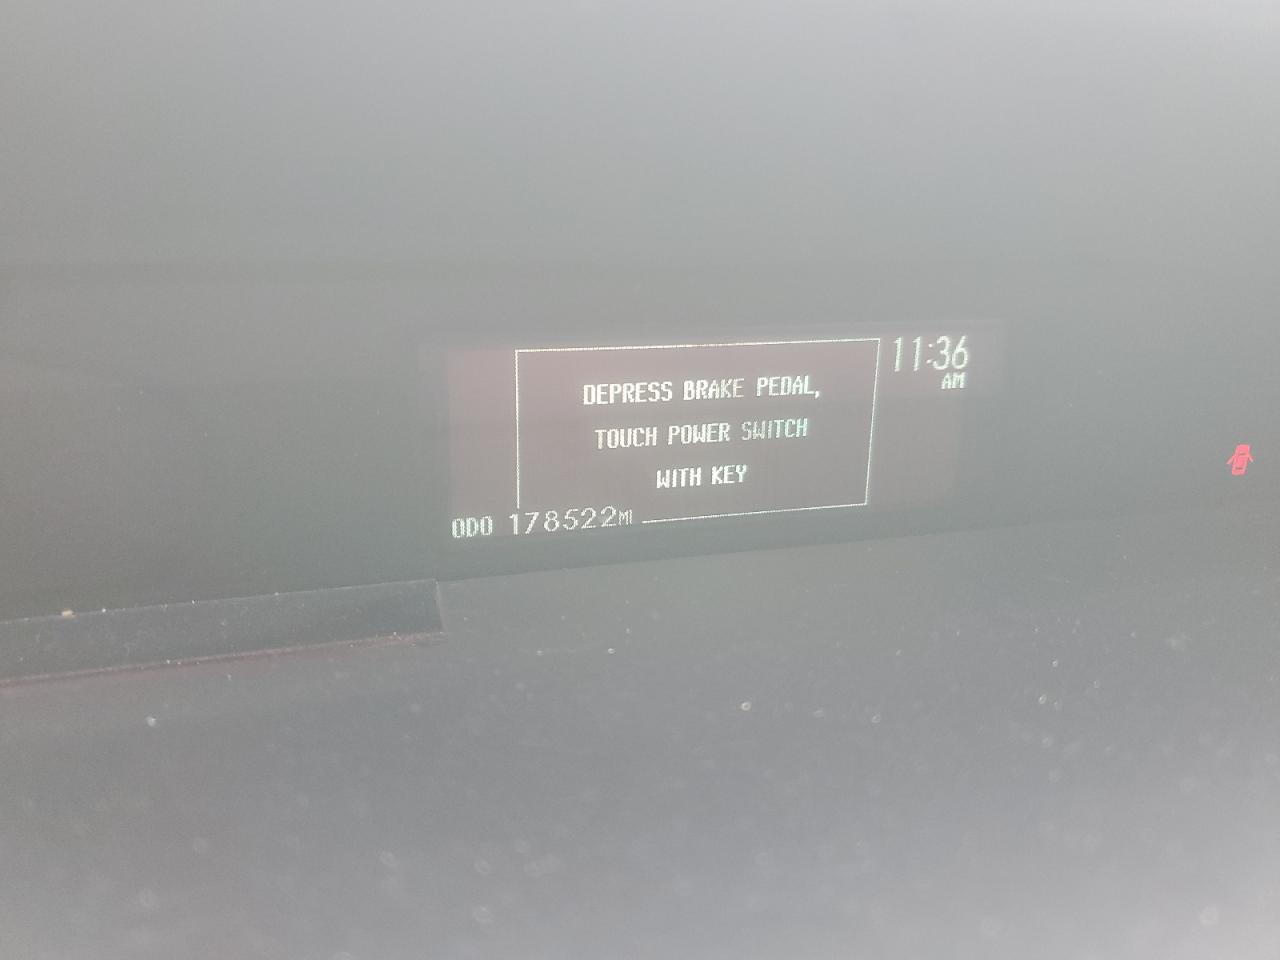 11:36
AM
DEPRESS BRAKE PEDAL,
TOUCH POWER SWITCH
WITH KEY
ODO 178522MI